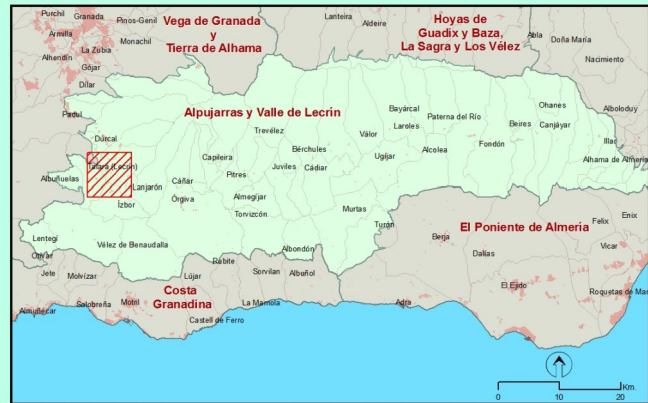 Purchil
Granada
Pinos-Genil
Armilla
Monachil
La Zubia
Alhendín
Gójar
Dílar
Vega de Granada
y
Tierra de Alhama
Lanteira
Aldeire
Hoyas de
Guadix y Baza,
La Sagra y Los Vélez
Abla
Doña María
Nacimiento
Alboloduy
Padul
Alpujarras y Valle de Lecrín
Dúrcal
Trevélez
Bérchules
Válor
Bayárcal
Laroles
Paterna del Río
Ohanes
Beires
Canjáyar
Fondón
Illar
Alhama de Almería
Talará (Lecrín)
Albuñuelas
Lanjarón
Cáñar
Capileira
Pitres
Juviles
Cádiar
Ugíjar
Alcolea
Órgiva
Almegíjar
Torvizcón
Ízbor
Murtas
Turón
El Poniente de Almería
Felix
Enix
Vícar
Berja
Dalías
Lentegí
Otívar
Vélez de Benaudalla
Albondón
Jete
Molvízar
Lújar
Rubite
Sorvilan
Albuñol
Costa
Granadina
Almuñécar
Salobreña
Motril
La Mamola
Castell de Ferro
Adra
El Ejido
Roquetas de Mar
Km.
0
10
20